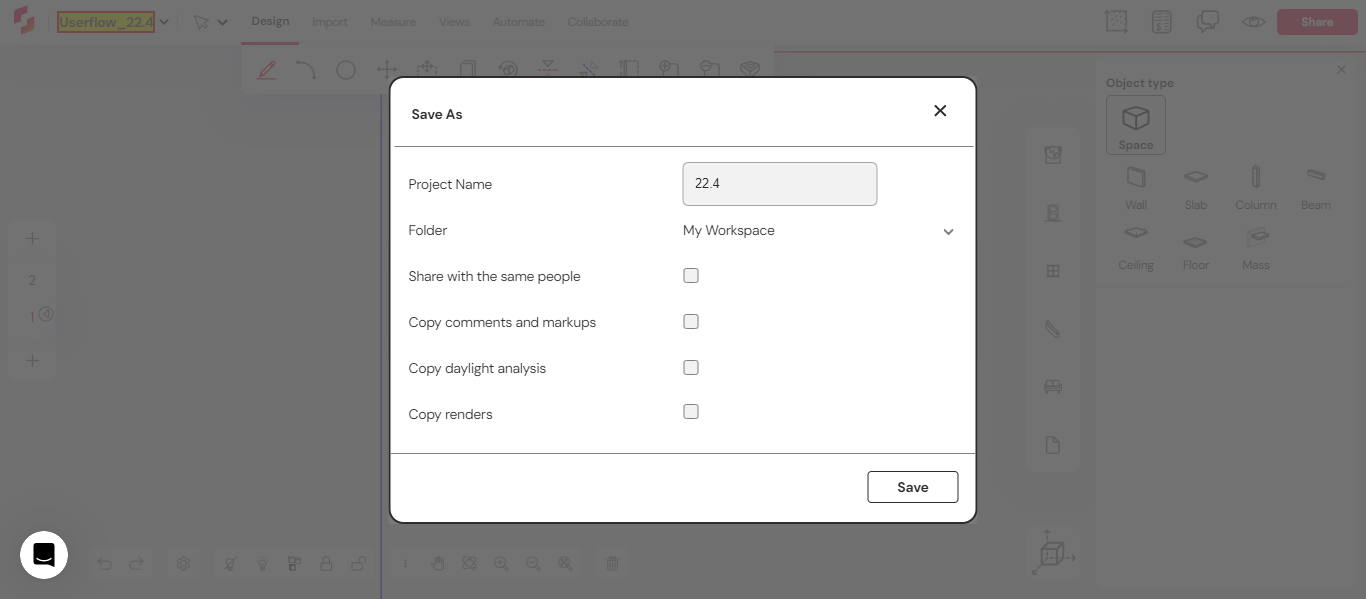 Userflow_22.4
Design
Import
Measure
Views
Automate
Collaborate
Share
Object type
Space
Wall
Slab
Column
Beam
Ceiling
Floor
Mass
2
1
Save As
Project Name
22.4
Folder
My Workspace
Share with the same people
Copy comments and markups
Copy daylight analysis
Copy renders
Save